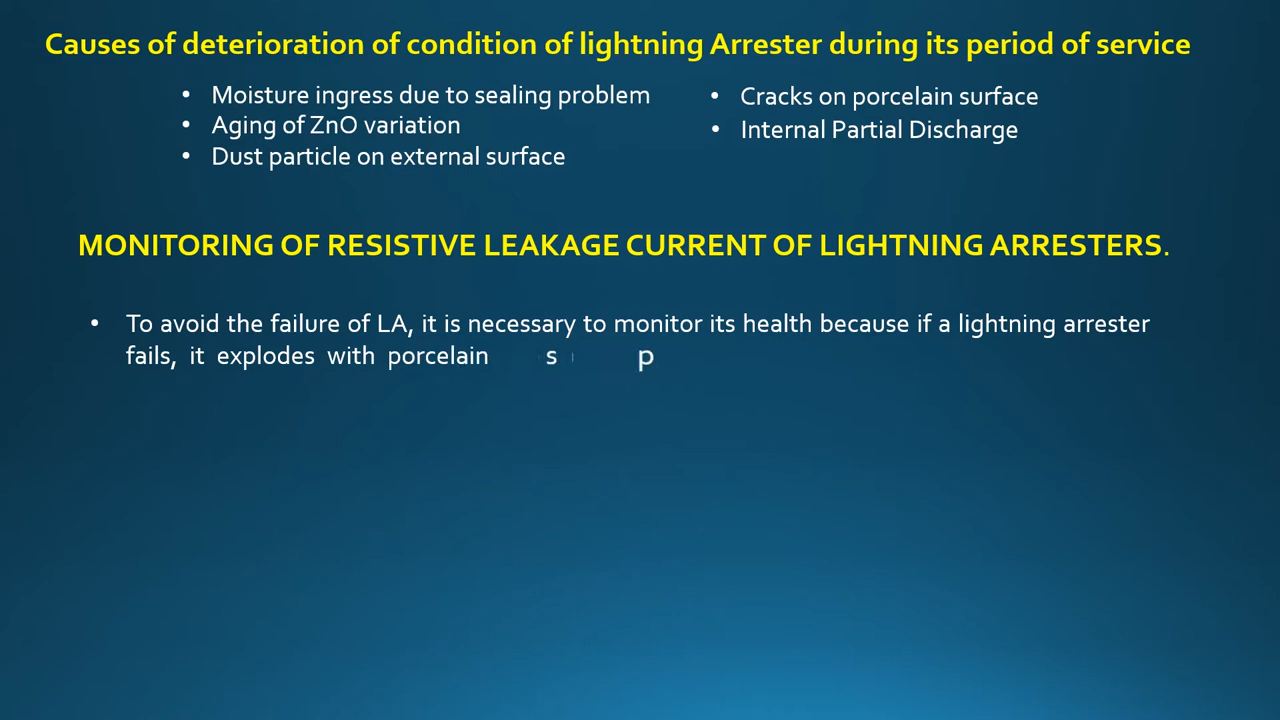 Causes of deterioration of condition of lightning Arrester during its period of service
• Moisture ingress due to sealing problem
• Aging of ZnO variation
• Dust particle on external surface
• Cracks on porcelain surface
• Internal Partial Discharge
MONITORING OF RESISTIVE LEAKAGE CURRENT OF LIGHTNING ARRESTERS.
• To avoid the failure of LA, it is necessary to monitor its health because if a lightning arrester
fails, it explodes with porcelain s p